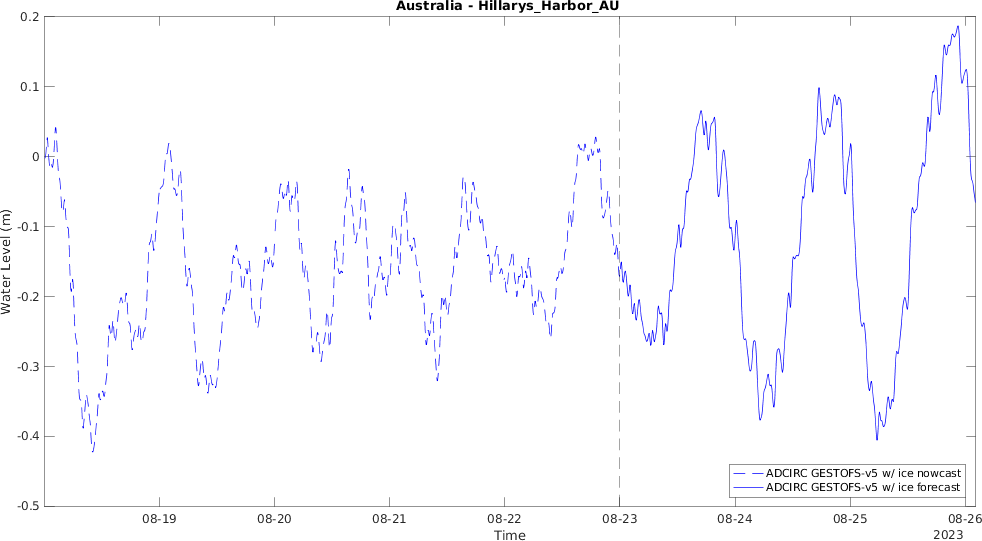 Australia - Hillarys_Harbor_AU
Water Level (m)
0.2
0.1
0
-0.1
-0.2
-0.3
-0.4
-0.5
ADCIRC GESTOFS-v5 w/ ice nowcast
ADCIRC GESTOFS-v5 w/ ice forecast
08-19 08-20 08-21 08-22 08-23 08-24 08-25 08-26
Time
2023